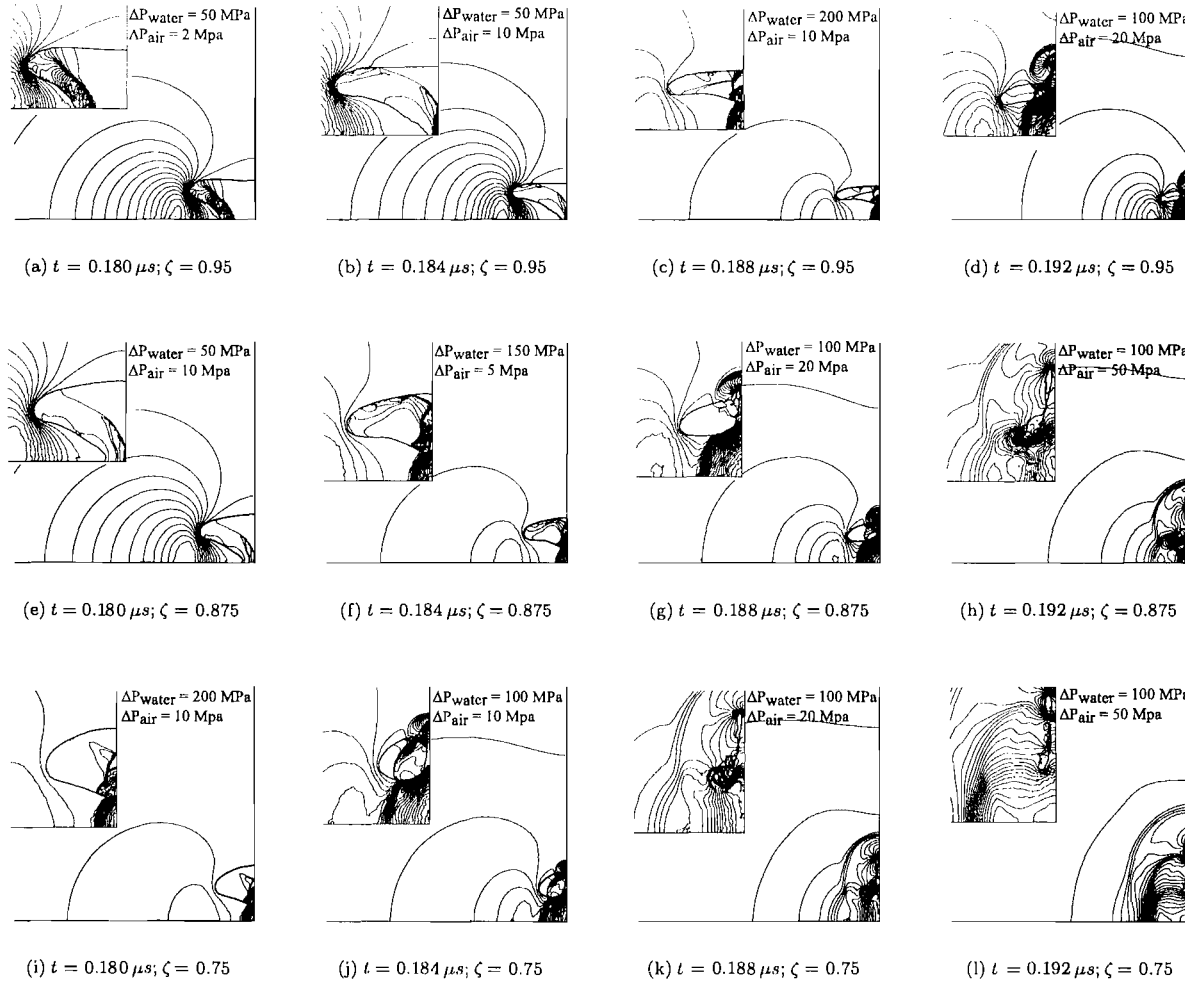 ΔPwater = 50 MPa
ΔPair = 2 Mpa
ΔPwater = 50 MPa
ΔPair = 10 Mpa
ΔPwater = 200 MPa
ΔPair = 10 Mpa
ΔPwater = 100 MPa
ΔPair = 20 Mpa
(a) t = 0.180 μs; ζ = 0.95
(b) t = 0.184 μs; ζ = 0.95
(c) t = 0.188 μs; ζ = 0.95
(d) t = 0.192 μs; ζ = 0.95
ΔPwater = 50 MPa
ΔPair = 10 Mpa
ΔPwater = 150 MPa
ΔPair = 5 Mpa
ΔPwater = 100 MPa
ΔPair = 20 Mpa
ΔPwater = 100 MPa
ΔPair = 50 Mpa
(e) t = 0.180 μs; ζ = 0.875
(f) t = 0.184 μs; ζ = 0.875
(g) t = 0.188 μs; ζ = 0.875
(h) t = 0.192 μs; ζ = 0.875
ΔPwater = 200 MPa
ΔPair = 10 Mpa
ΔPwater = 100 MPa
ΔPair = 10 Mpa
ΔPwater = 100 MPa
ΔPair = 20 Mpa
ΔPwater = 100 MPa
ΔPair = 50 Mpa
(i) t = 0.180 μs; ζ = 0.75
(j) t = 0.184 μs; ζ = 0.75
(k) t = 0.188 μs; ζ = 0.75
(l) t = 0.192 μs; ζ = 0.75